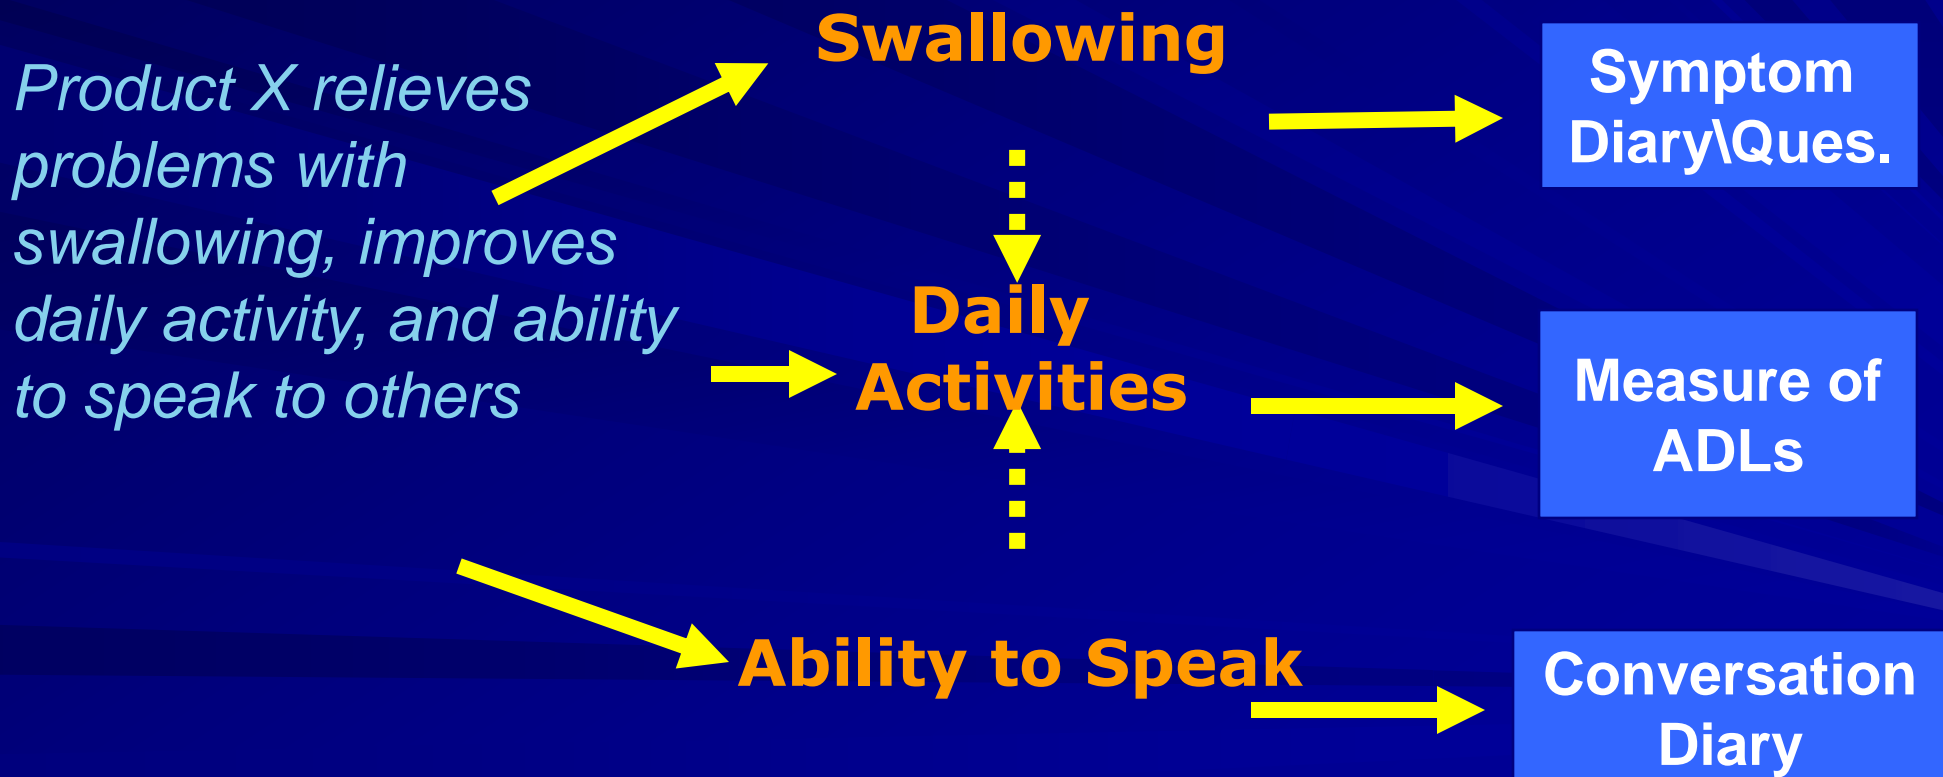 Product X relieves
problems with
swallowing, improves
daily activity, and ability
to speak to others
Swallowing
Daily
Activities
Ability to Speak
Symptom
Diary\Ques.
Measure of
ADLs
Conversation
Diary